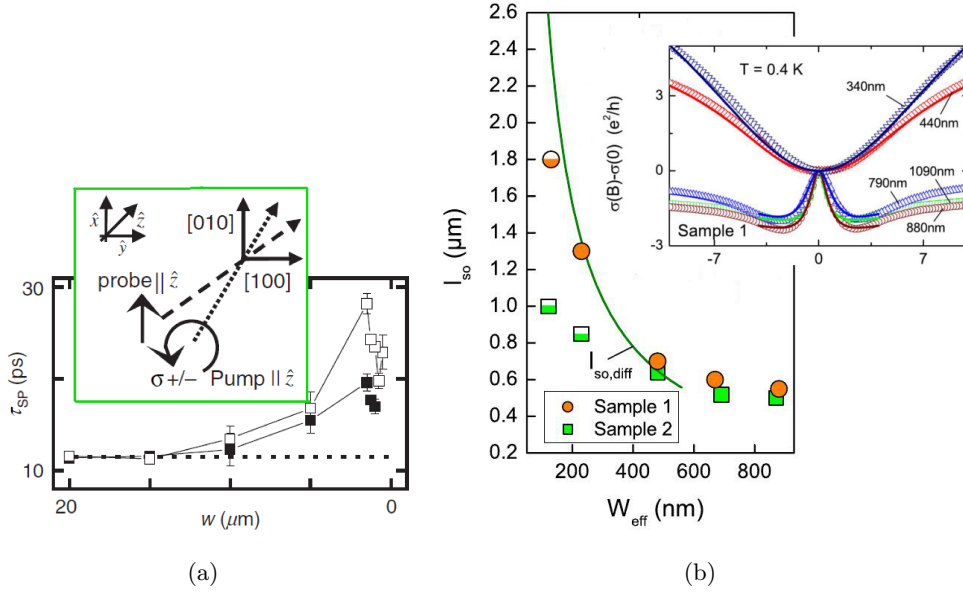 x̂
ẑ
ŷ
[010]
[100]
probe || ẑ
σ+/− Pump || ẑ
30
10
τSP (ps)
20
0
w (μm)
(a)
2.6
2.4
2.2
2.0
1.8
1.6
1.4
1.2
1.0
0.8
0.6
0.4
0.2
lso (μm)
200 400 600 800
Weff (nm)
lso,diff
Sample 1
Sample 2
T = 0.4 K
340nm
440nm
1090nm
790nm
880nm
Sample 1
σ(B)-σ(0) (e²/h)
3
0
-3
-7 0 7
(b)